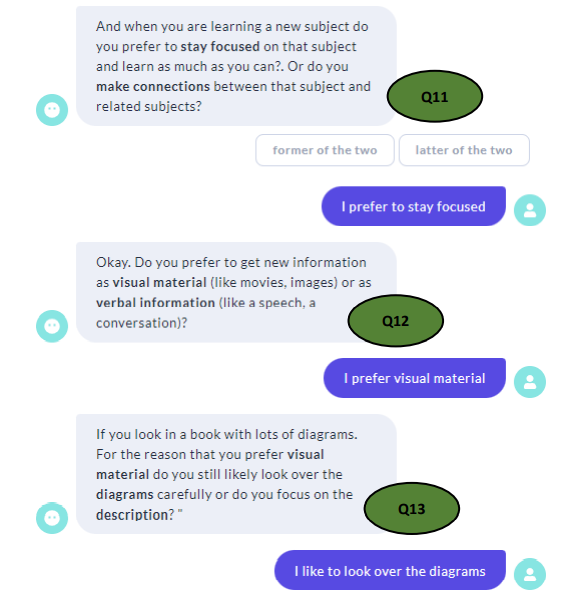 And when you are learning a new subject do
you prefer to stay focused on that subject
and learn as much as you can?. Or do you
make connections between that subject and
related subjects?
Q11
former of the two
latter of the two
I prefer to stay focused
Okay. Do you prefer to get new information
as visual material (like movies, images) or as
verbal information (like a speech, a
conversation)?
Q12
I prefer visual material
If you look in a book with lots of diagrams.
For the reason that you prefer visual
material do you still likely look over the
diagrams carefully or do you focus on the
description? "
Q13
I like to look over the diagrams